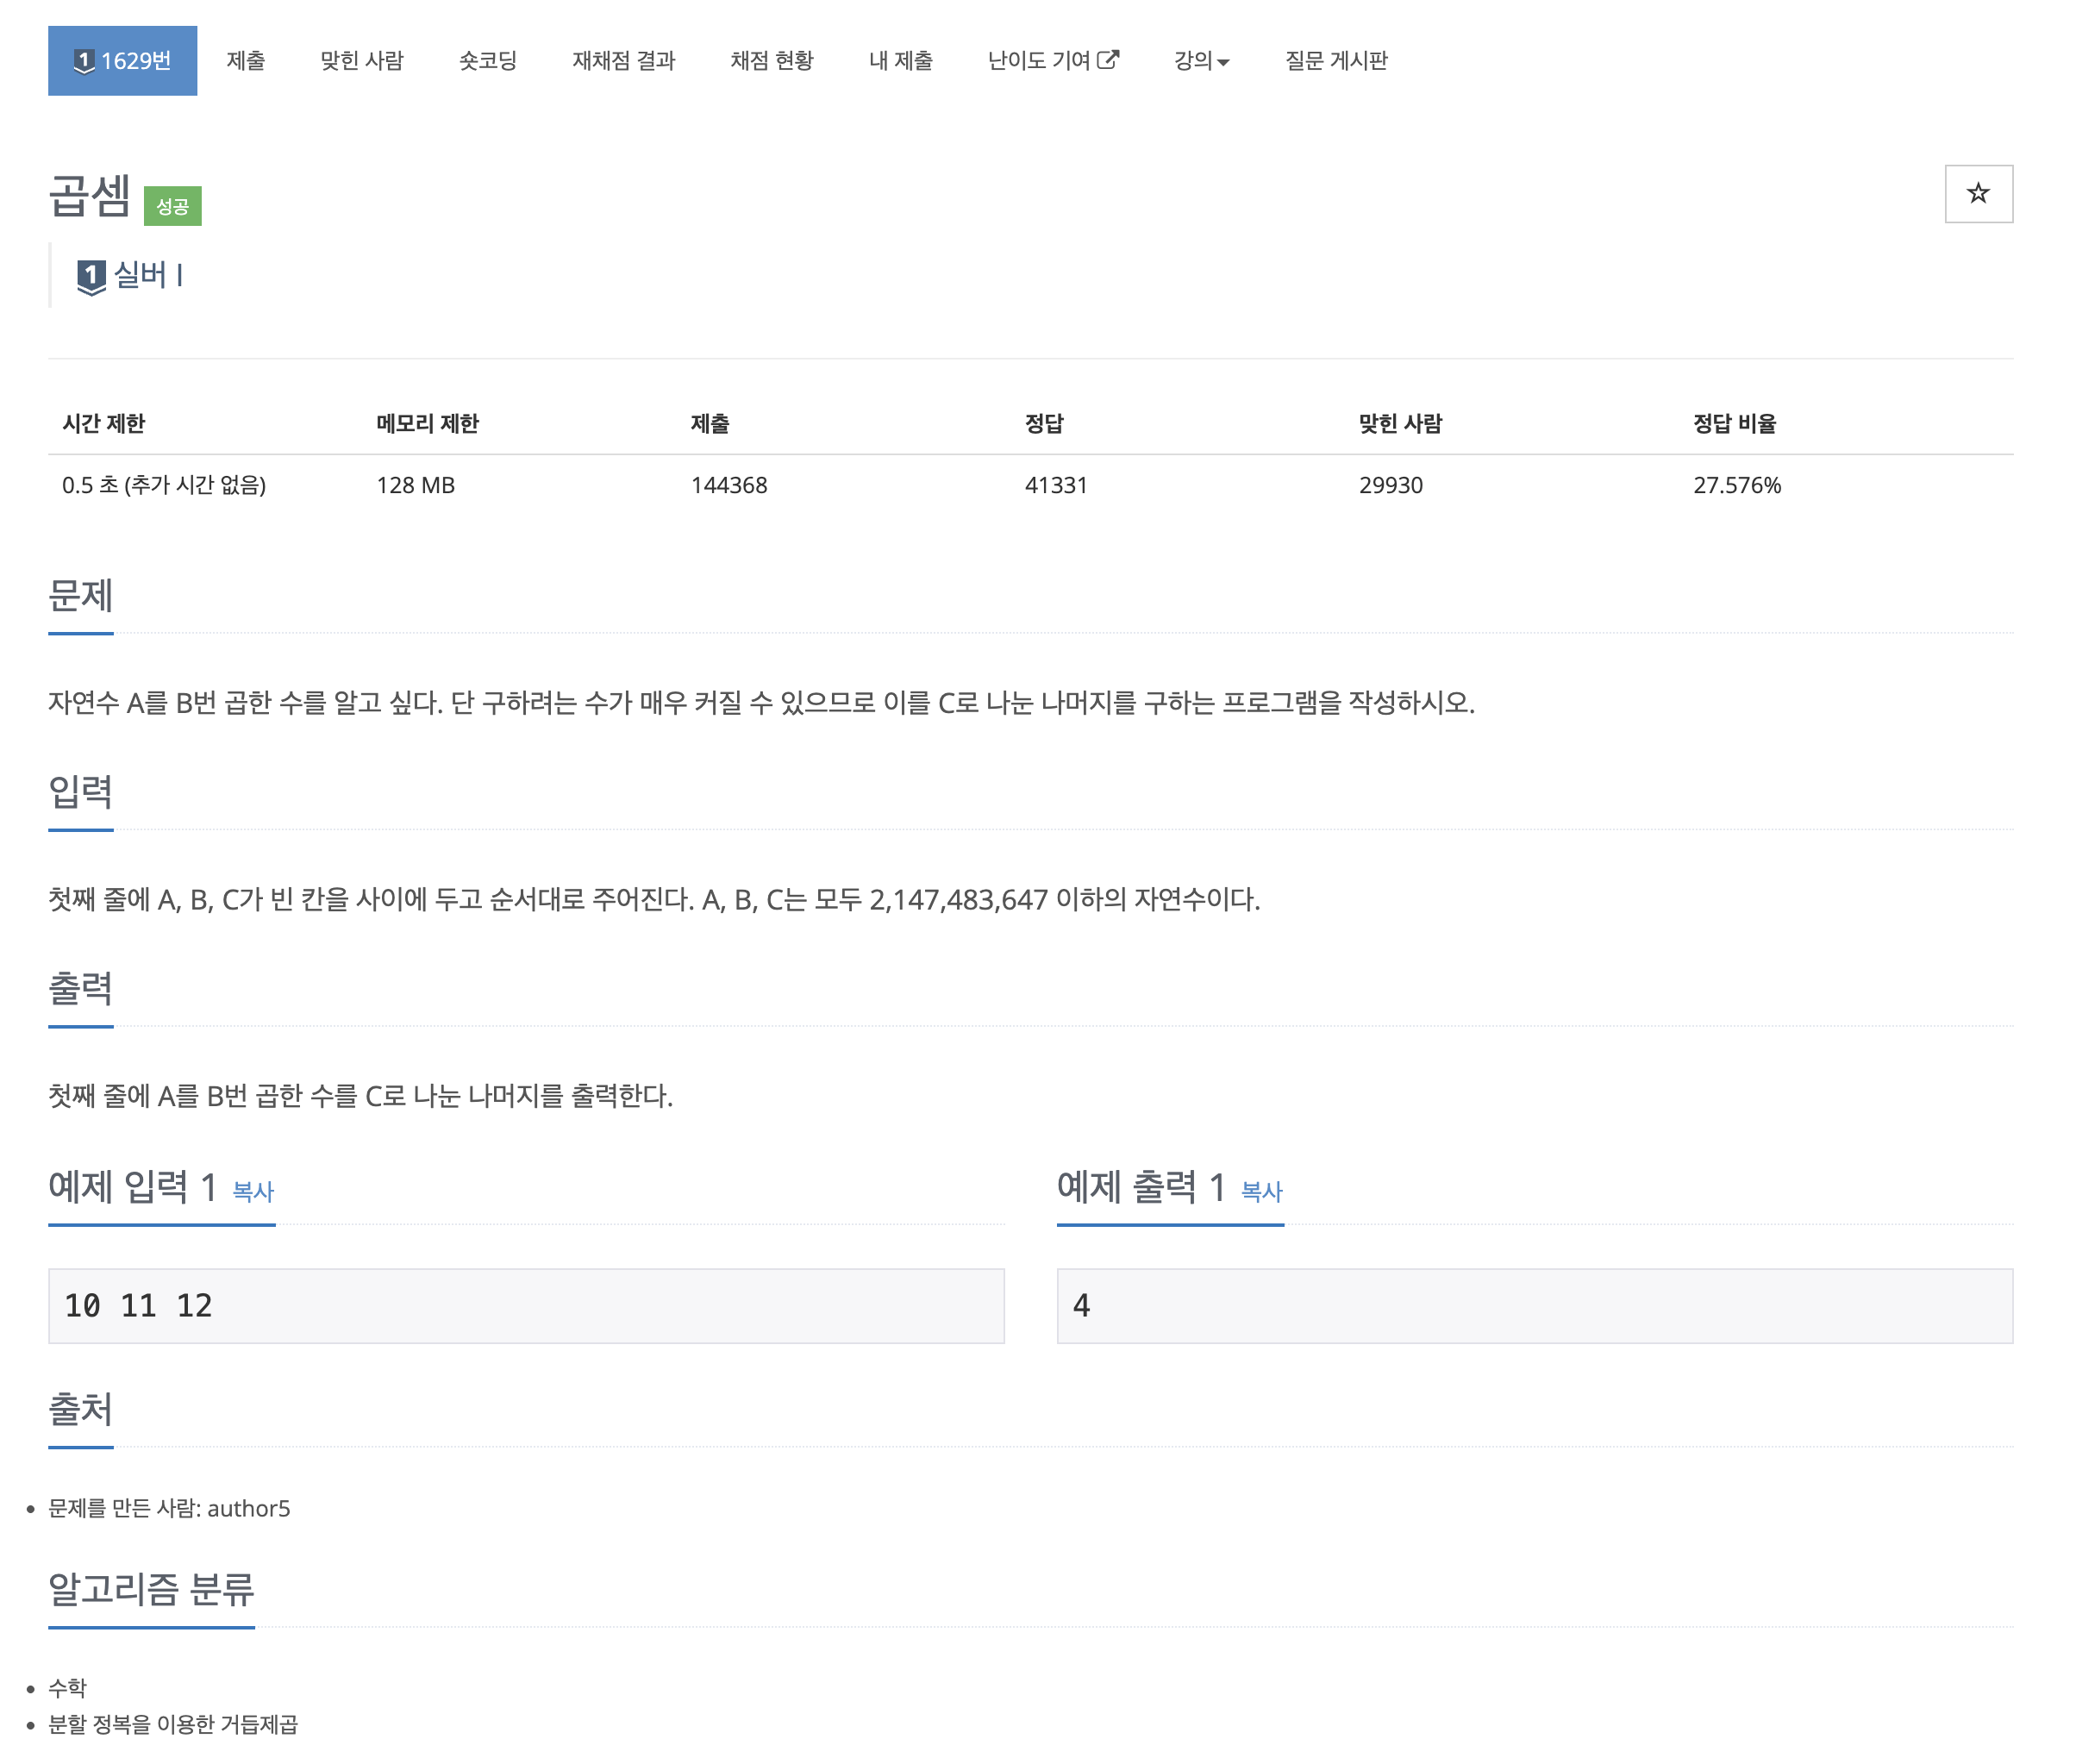 1 1629번 제출 맞힌 사람 숏코딩 재채점 결과 채점 현황 내 제출 난이도 기여 강의 질문 게시판
곱셈 성공
1 실버 I
시간 제한 메모리 제한 제출 정답 맞힌 사람 정답 비율
0.5 초 (추가 시간 없음) 128 MB 144368 41331 29930 27.576%
문제
자연수 A를 B번 곱한 수를 알고 싶다. 단 구하려는 수가 매우 커질 수 있으므로 이를 C로 나눈 나머지를 구하는 프로그램을 작성하시오.
입력
첫째 줄에 A, B, C가 빈 칸을 사이에 두고 순서대로 주어진다. A, B, C는 모두 2,147,483,647 이하의 자연수이다.
출력
첫째 줄에 A를 B번 곱한 수를 C로 나눈 나머지를 출력한다.
예제 입력 1 복사
10 11 12
예제 출력 1 복사
4
출처
• 문제를 만든 사람: author5
알고리즘 분류
• 수학
• 분할 정복을 이용한 거듭제곱